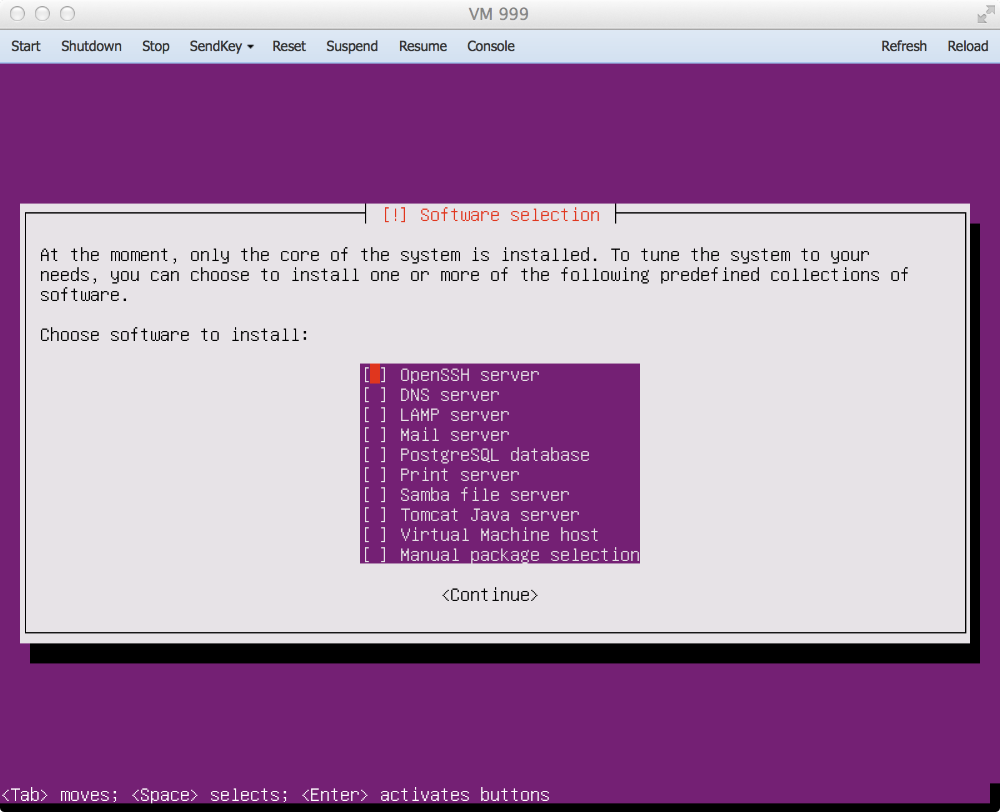 VM 999
Start Shutdown Stop SendKey Reset Suspend Resume Console Refresh Reload
[!] Software selection
At the moment, only the core of the system is installed. To tune the system to your
needs, you can choose to install one or more of the following predefined collections of
software.
Choose software to install:
[ ] OpenSSH server
[ ] DNS server
[ ] LAMP server
[ ] Mail server
[ ] PostgreSQL database
[ ] Print server
[ ] Samba file server
[ ] Tomcat Java server
[ ] Virtual Machine host
[ ] Manual package selection
<Continue>
<Tab> moves; <Space> selects; <Enter> activates buttons